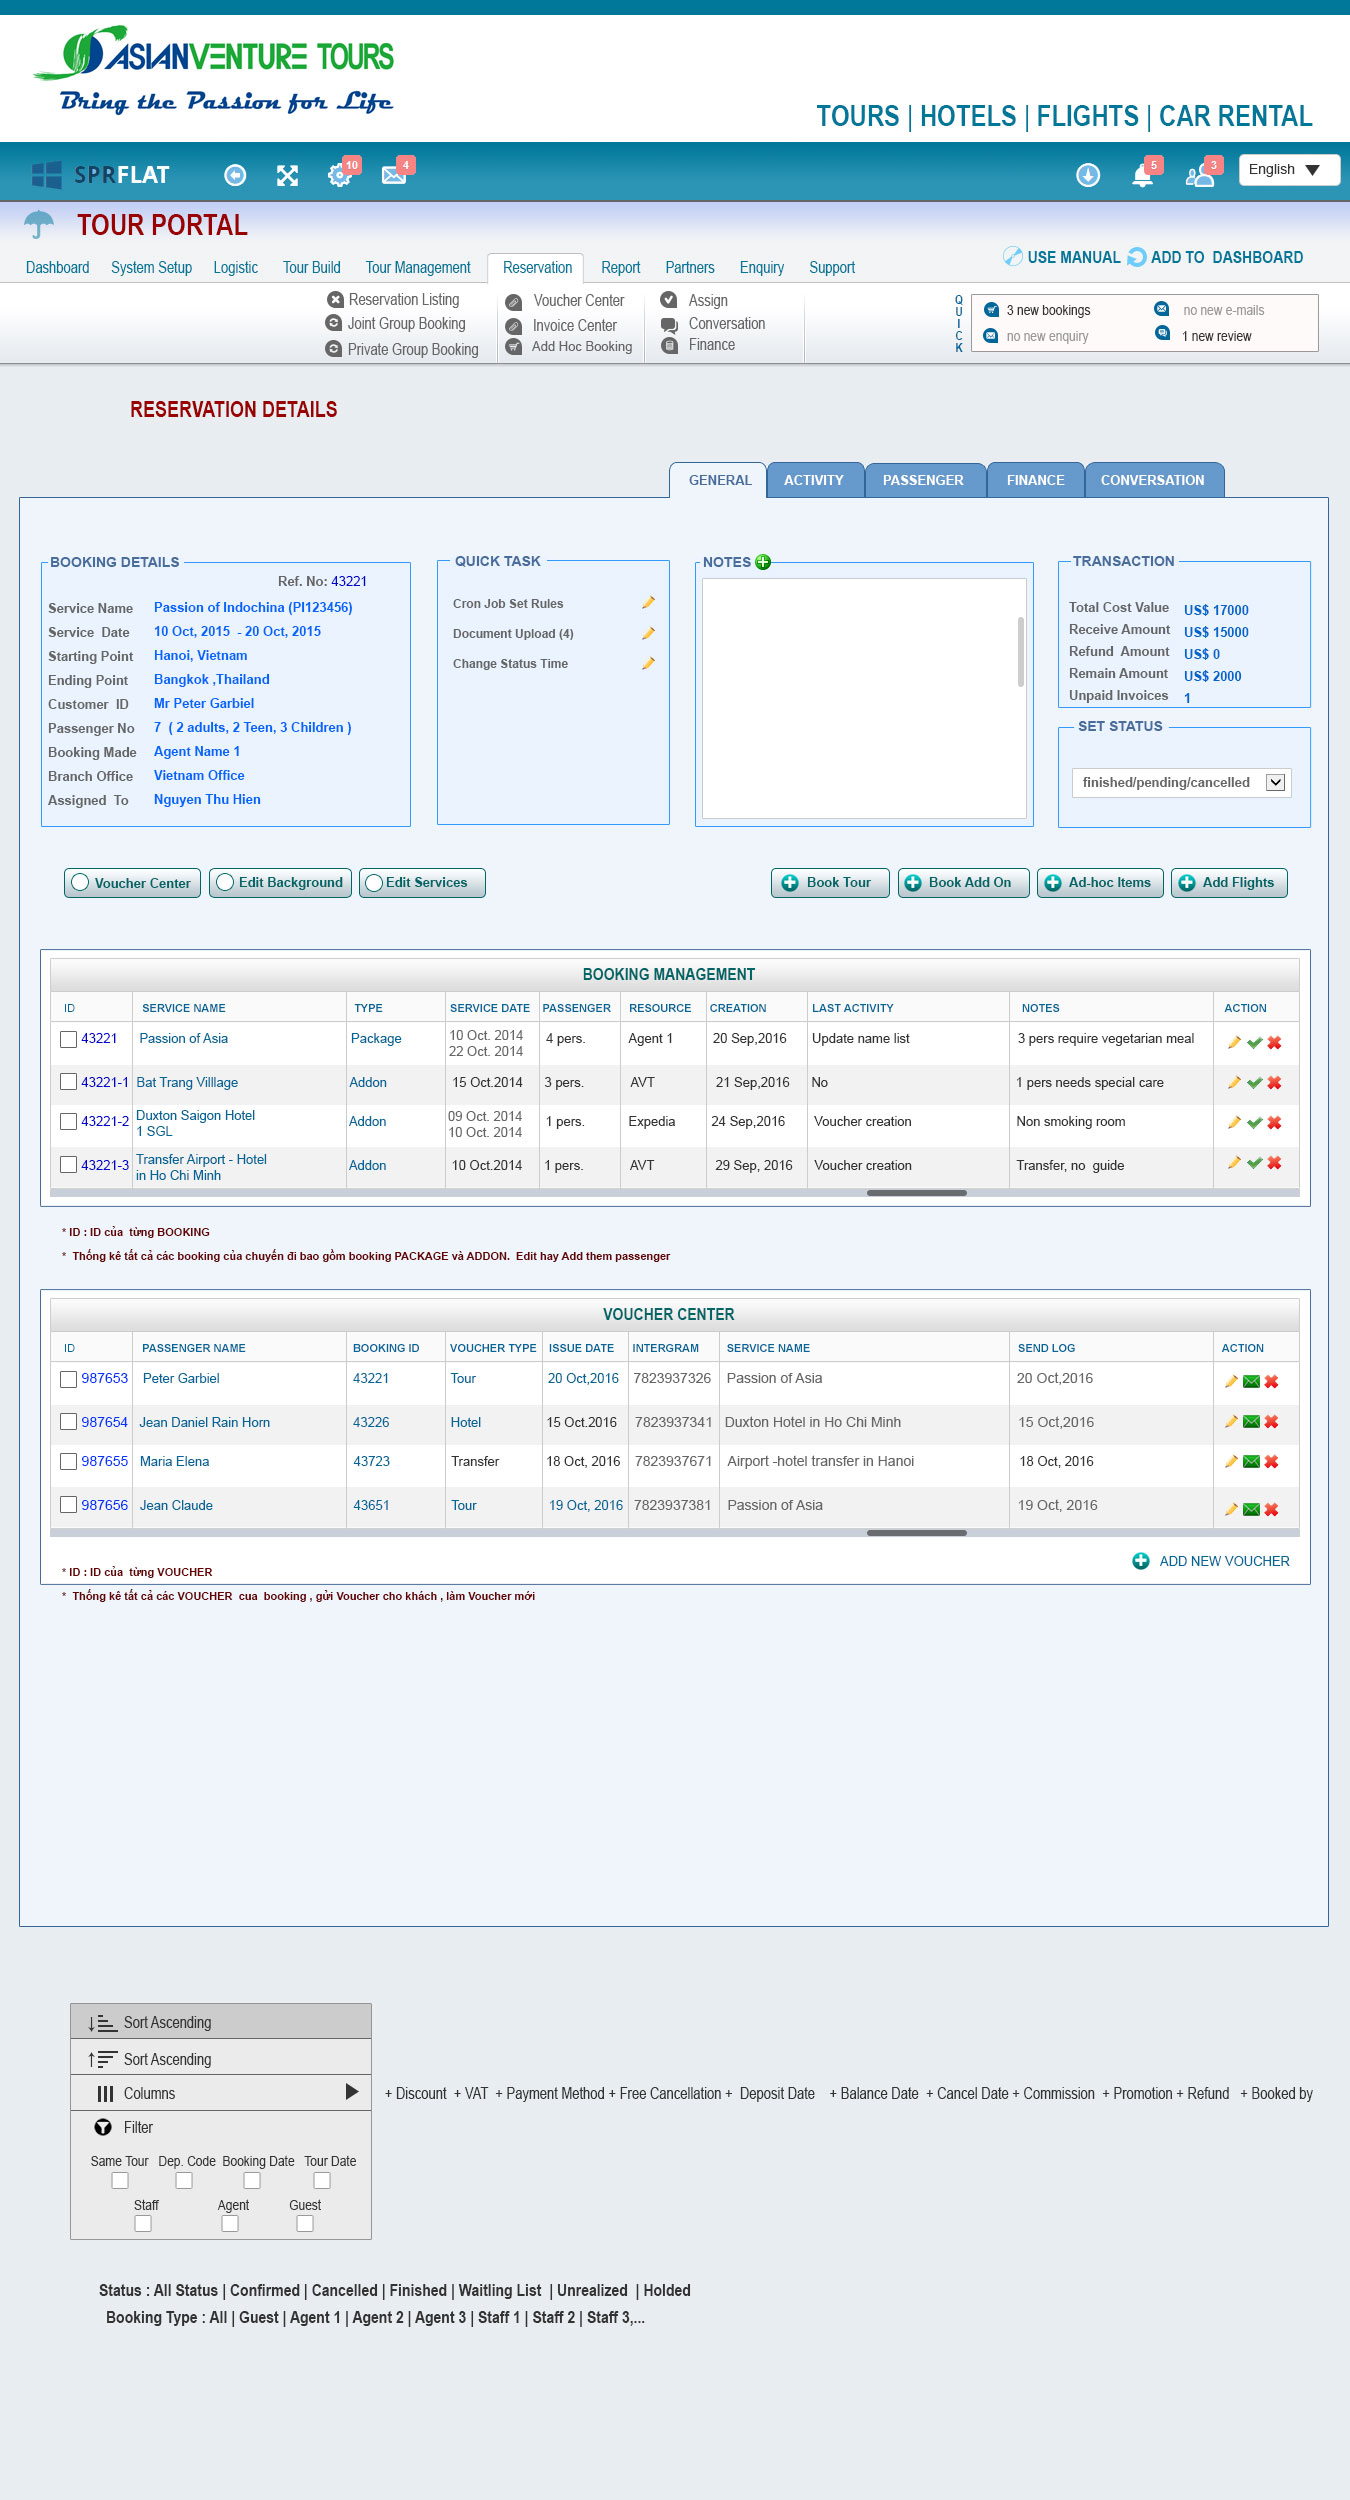 ASIANVENTURE TOURS
Bring the Passion for Life
TOURS | HOTELS | FLIGHTS | CAR RENTAL
SPRFLAT 10 4 5 3 English
TOUR PORTAL
USE MANUAL ADD TO DASHBOARD
Dashboard System Setup Logistic Tour Build Tour Management Reservation Report Partners Enquiry Support
Reservation Listing Voucher Center Assign
Joint Group Booking Invoice Center Conversation
Private Group Booking Add Hoc Booking Finance
QUICK
3 new bookings no new e-mails
no new enquiry 1 new review
RESERVATION DETAILS
GENERAL ACTIVITY PASSENGER FINANCE CONVERSATION
BOOKING DETAILS
Ref. No: 43221
Service Name Passion of Indochina (PI123456)
Service Date 10 Oct, 2015 - 20 Oct, 2015
Starting Point Hanoi, Vietnam
Ending Point Bangkok ,Thailand
Customer ID Mr Peter Garbiel
Passenger No 7 ( 2 adults, 2 Teen, 3 Children )
Booking Made Agent Name 1
Branch Office Vietnam Office
Assigned To Nguyen Thu Hien
QUICK TASK
Cron Job Set Rules
Document Upload (4)
Change Status Time
NOTES
TRANSACTION
Total Cost Value US$ 17000
Receive Amount US$ 15000
Refund Amount US$ 0
Remain Amount US$ 2000
Unpaid Invoices 1
SET STATUS
finished/pending/cancelled
Voucher Center Edit Background Edit Services Book Tour Book Add On Ad-hoc Items Add Flights
BOOKING MANAGEMENT
ID SERVICE NAME TYPE SERVICE DATE PASSENGER RESOURCE CREATION LAST ACTIVITY NOTES ACTION
43221 Passion of Asia Package 10 Oct. 2014 22 Oct. 2014 4 pers. Agent 1 20 Sep,2016 Update name list 3 pers require vegetarian meal
43221-1 Bat Trang Villlage Addon 15 Oct.2014 3 pers. AVT 21 Sep,2016 No 1 pers needs special care
43221-2 Duxton Saigon Hotel 1 SGL Addon 09 Oct. 2014 10 Oct. 2014 1 pers. Expedia 24 Sep,2016 Voucher creation Non smoking room
43221-3 Transfer Airport - Hotel in Ho Chi Minh Addon 10 Oct.2014 1 pers. AVT 29 Sep, 2016 Voucher creation Transfer, no guide
* ID : ID của từng BOOKING
* Thống kê tất cả các booking của chuyến đi bao gồm booking PACKAGE và ADDON. Edit hay Add them passenger
VOUCHER CENTER
ID PASSENGER NAME BOOKING ID VOUCHER TYPE ISSUE DATE INTERGRAM SERVICE NAME SEND LOG ACTION
987653 Peter Garbiel 43221 Tour 20 Oct,2016 7823937326 Passion of Asia 20 Oct,2016
987654 Jean Daniel Rain Horn 43226 Hotel 15 Oct.2016 7823937341 Duxton Hotel in Ho Chi Minh 15 Oct,2016
987655 Maria Elena 43723 Transfer 18 Oct, 2016 7823937671 Airport -hotel transfer in Hanoi 18 Oct, 2016
987656 Jean Claude 43651 Tour 19 Oct, 2016 7823937381 Passion of Asia 19 Oct, 2016
ADD NEW VOUCHER
* ID : ID của từng VOUCHER
* Thống kê tất cả các VOUCHER cua booking , gửi Voucher cho khách , làm Voucher mới
Sort Ascending
Sort Ascending
Columns + Discount + VAT + Payment Method + Free Cancellation + Deposit Date + Balance Date + Cancel Date + Commission + Promotion + Refund + Booked by
Filter
Same Tour Dep. Code Booking Date Tour Date
Staff Agent Guest
Status : All Status | Confirmed | Cancelled | Finished | Waitling List | Unrealized | Holded
Booking Type : All | Guest | Agent 1 | Agent 2 | Agent 3 | Staff 1 | Staff 2 | Staff 3,...